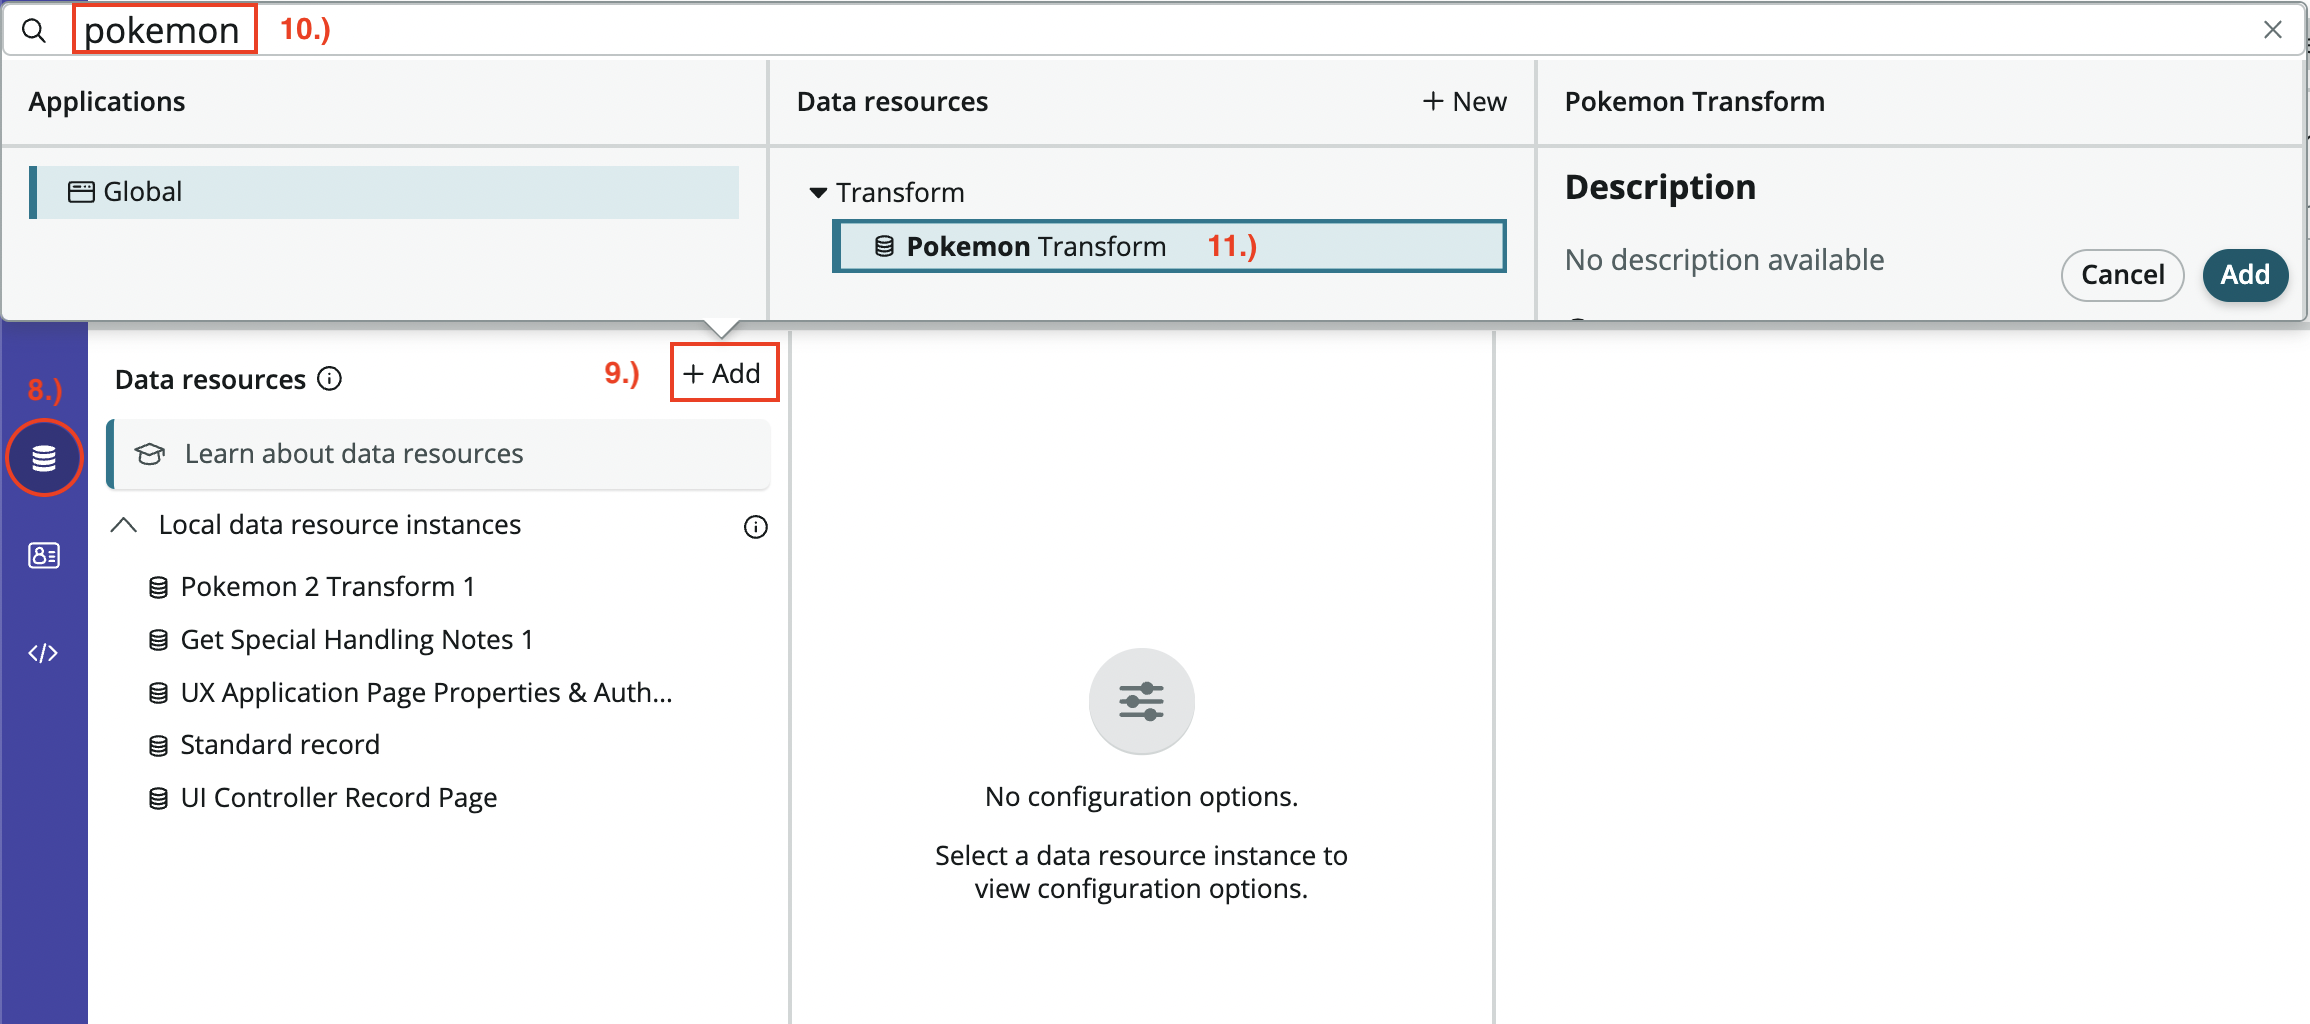 pokemon 10.)
Applications
Data resources
+ New
Pokemon Transform
Global
Transform
Pokemon Transform 11.)
Description
No description available
Cancel
Add
8.)
Data resources
9.)
+ Add
Learn about data resources
Local data resource instances
Pokemon 2 Transform 1
Get Special Handling Notes 1
UX Application Page Properties & Auth...
Standard record
UI Controller Record Page
No configuration options.
Select a data resource instance to
view configuration options.